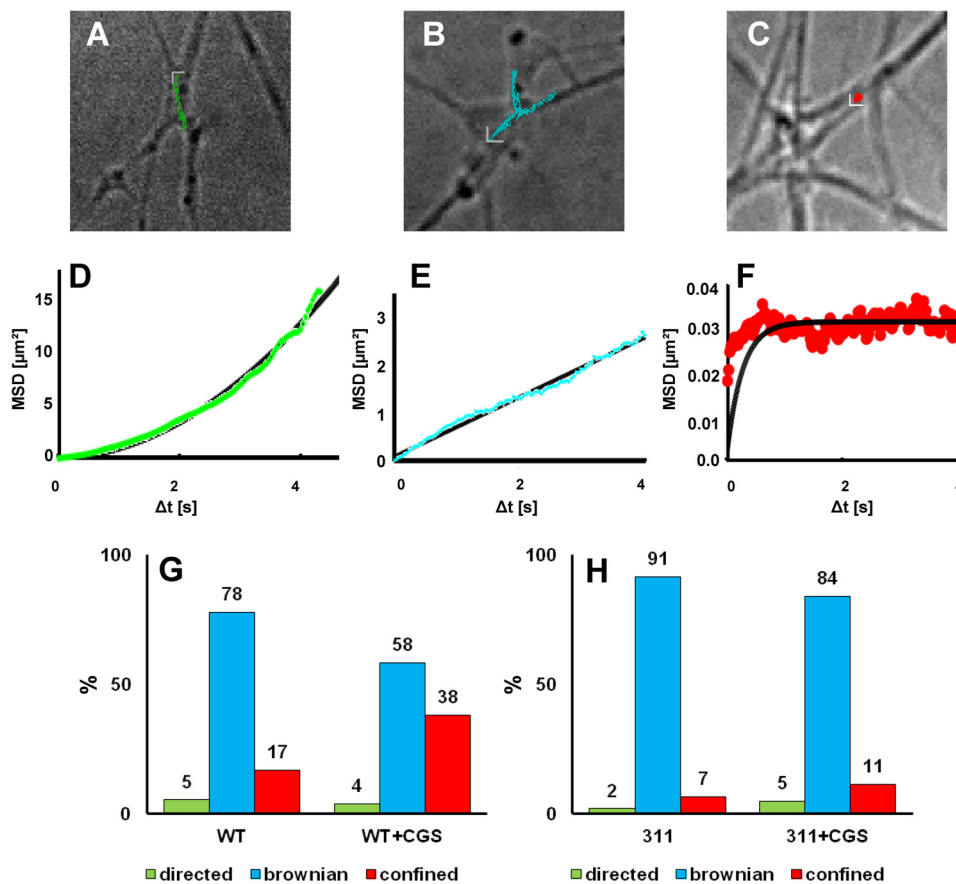 A B C
D E F
MSD [µm²] 15 10 5 0
0 2 4
Δt [s]
MSD [µm²] 3 2 1 0
0 2 4
Δt [s]
MSD [µm²] 0.04 0.03 0.02 0.01 0.0
0 2 4
Δt [s]
G
% 100 50 0
5 78 17 4 58 38
WT WT+CGS
directed brownian confined
H
% 100 50 0
2 91 7 5 84 11
311 311+CGS
directed brownian confined